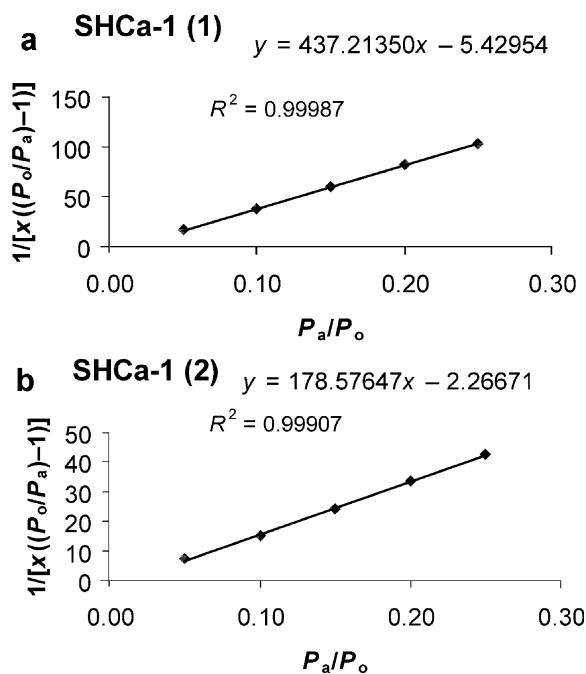 a SHCa-1 (1)
y = 437.21350x – 5.42954
R² = 0.99987
1/[x((Po/Pa)–1)]
150
100
50
0
0.00 0.10 0.20 0.30
Pa/Po
b SHCa-1 (2)
y = 178.57647x – 2.26671
R² = 0.99907
1/[x((Po/Pa)–1)]
50
40
30
20
10
0
0.00 0.10 0.20 0.30
Pa/Po